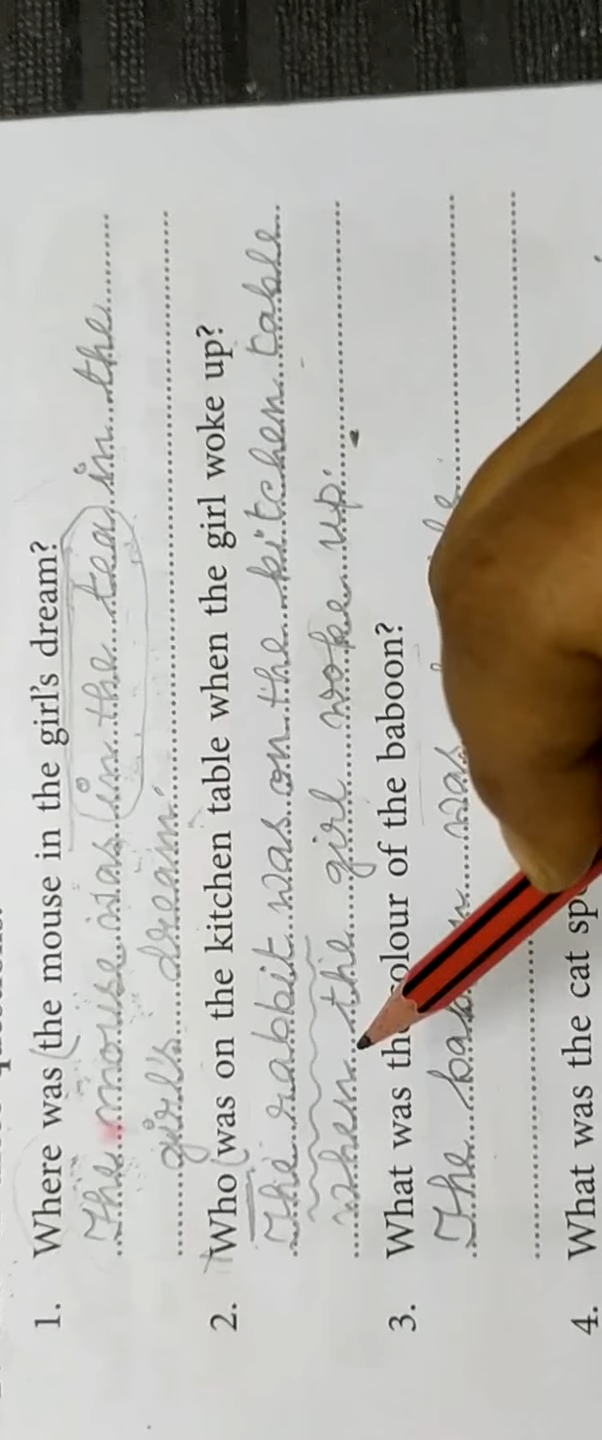 1. Where was the mouse in the girl's dream?
The mouse was in the tea in the
girl's dream.
2. Who was on the kitchen table when the girl woke up?
The rabbit was on the kitchen table
when the girl woke up.
3. What was the colour of the baboon?
The was
4. What was the cat